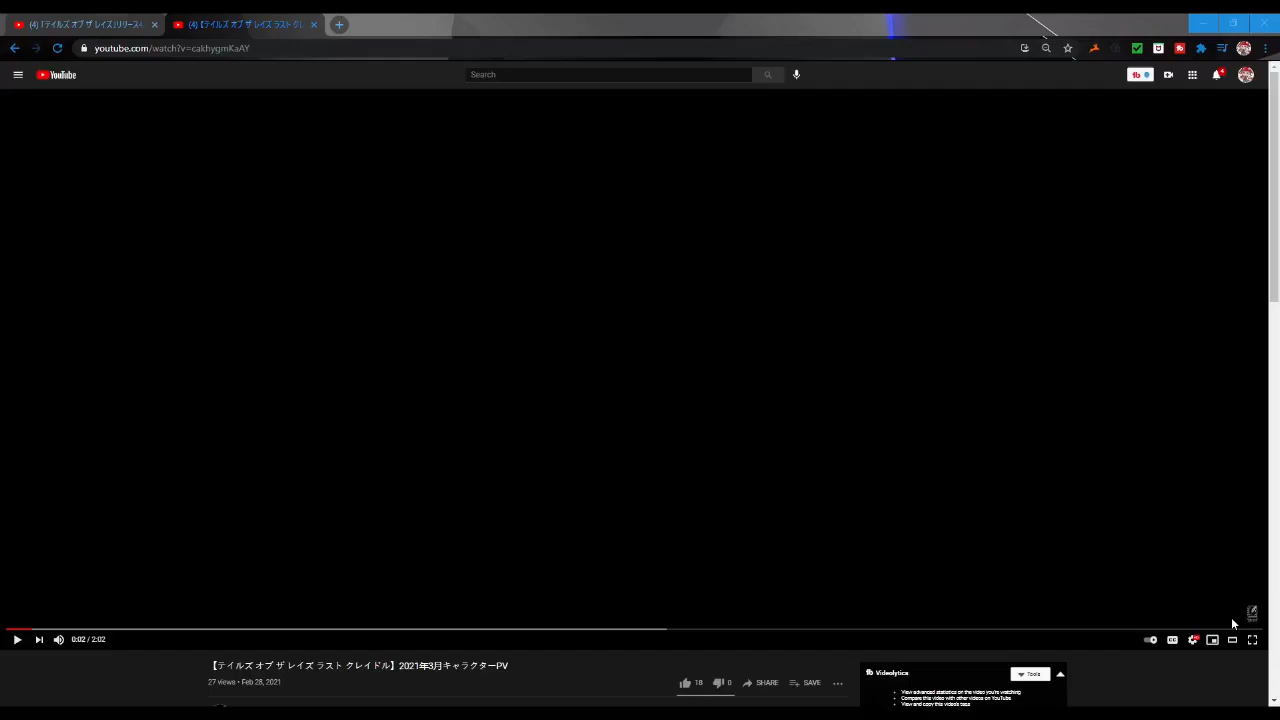 (4)「テイルズ オブ ザ レイズ」リリース4
(4)【テイルズ オブ ザ レイズ ラスト クレ
youtube.com/watch?v=cakhygmKaAY
YouTube
Search
4
0:02 / 2:02
【テイルズ オブ ザ レイズ ラスト クレイドル】2021年3月キャラクターPV
27 views • Feb 28, 2021
18
0
SHARE
SAVE
Videolytics
Tools
View advanced statistics of the video you're watching
Compare this video with other videos on YouTube
View and copy this video's tags